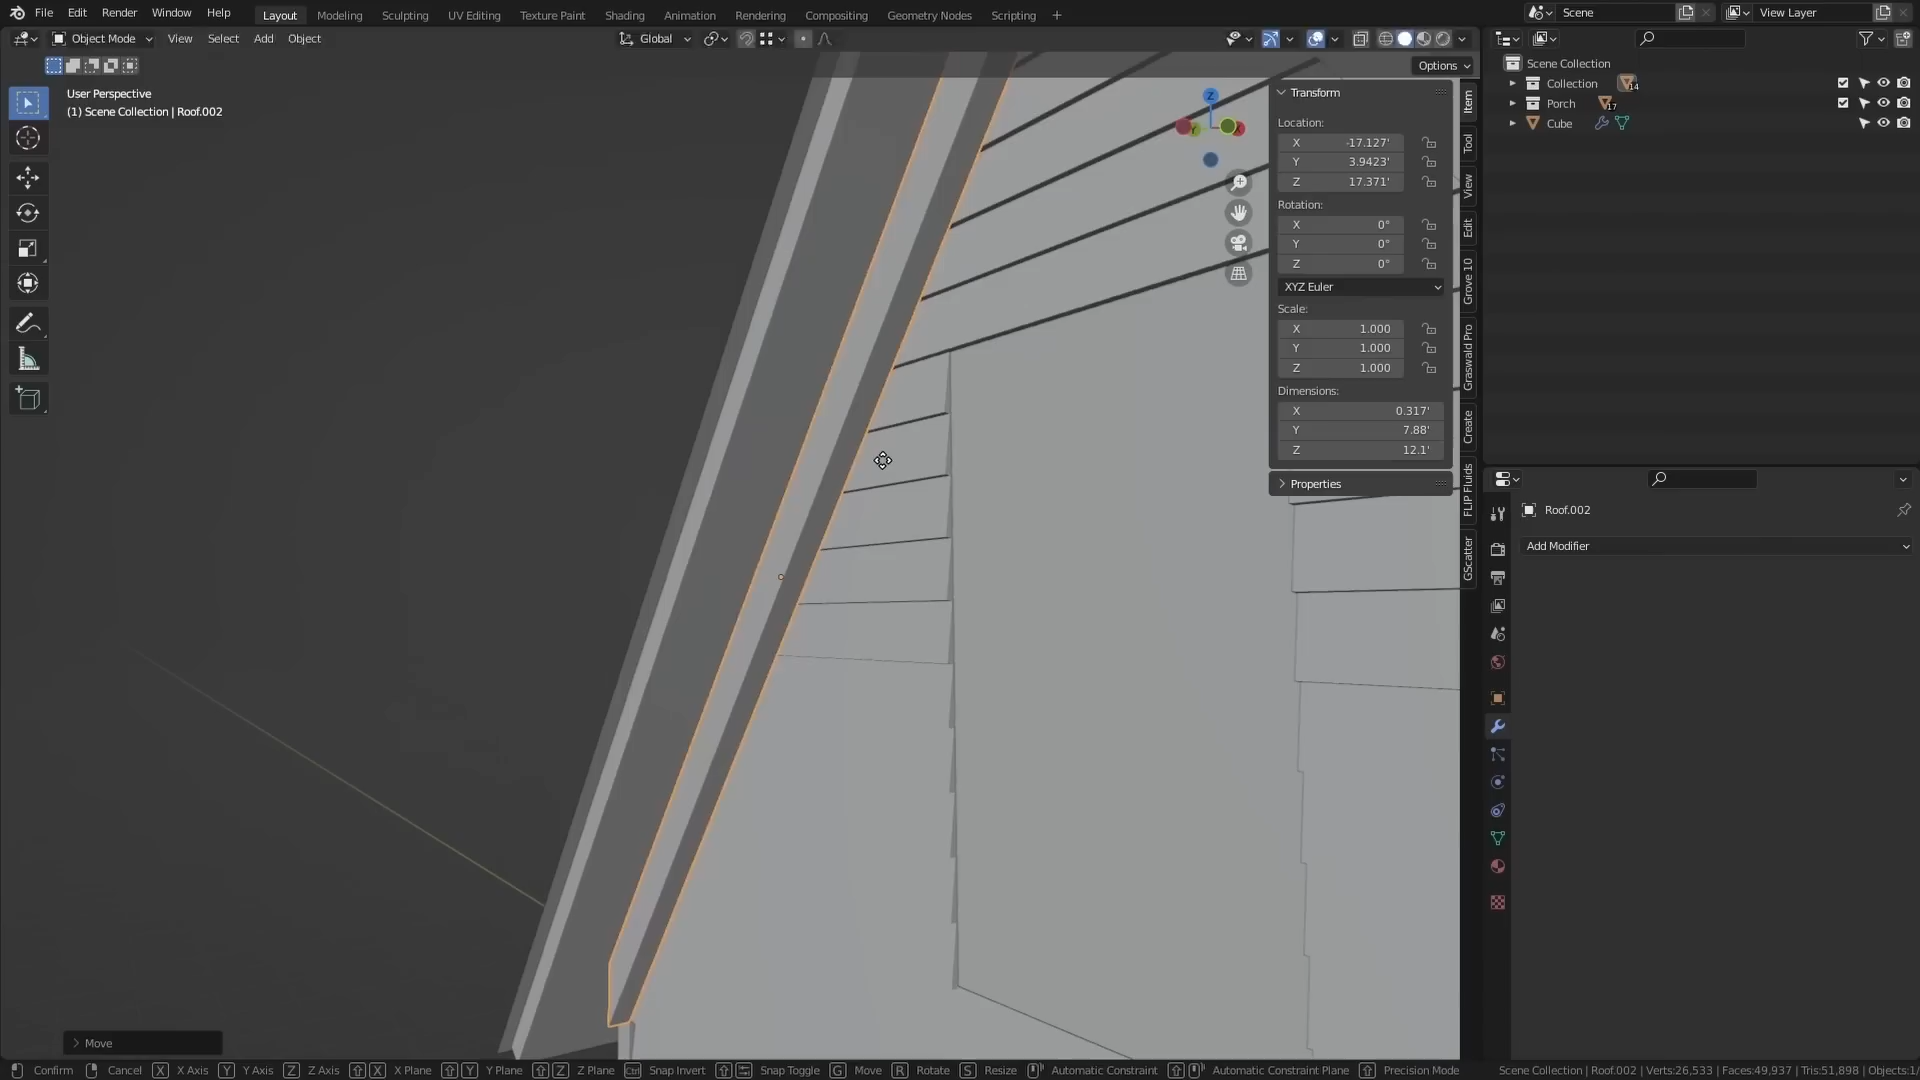 File Edit Render Window Help Layout Modeling Sculpting UV Editing Texture Paint Shading Animation Rendering Compositing Geometry Nodes Scripting + Scene View Layer
Object Mode View Select Add Object Global
Options
User Perspective
(1) Scene Collection | Roof.002
Z
Y
X
Transform
Location:
X -17.127'
Y 3.9423'
Z 17.371'
Rotation:
X 0°
Y 0°
Z 0°
XYZ Euler
Scale:
X 1.000
Y 1.000
Z 1.000
Dimensions:
X 0.317'
Y 7.88'
Z 12.1'
Properties
Item
Tool
View
Edit
Grove 10
Graswald Pro
Create
FLIP Fluids
GScatter
Scene Collection
Collection 14
Porch 17
Cube
Roof.002
Add Modifier
Move
Confirm Cancel X X Axis Y Y Axis Z Z Axis X X Plane Y Y Plane Z Z Plane Ctrl Snap Invert Snap Toggle G Move R Rotate S Resize Automatic Constraint Automatic Constraint Plane Precision Mode Scene Collection | Roof.002 | Verts:26,533 | Faces:49,937 | Tris:51,898 | Objects:1/